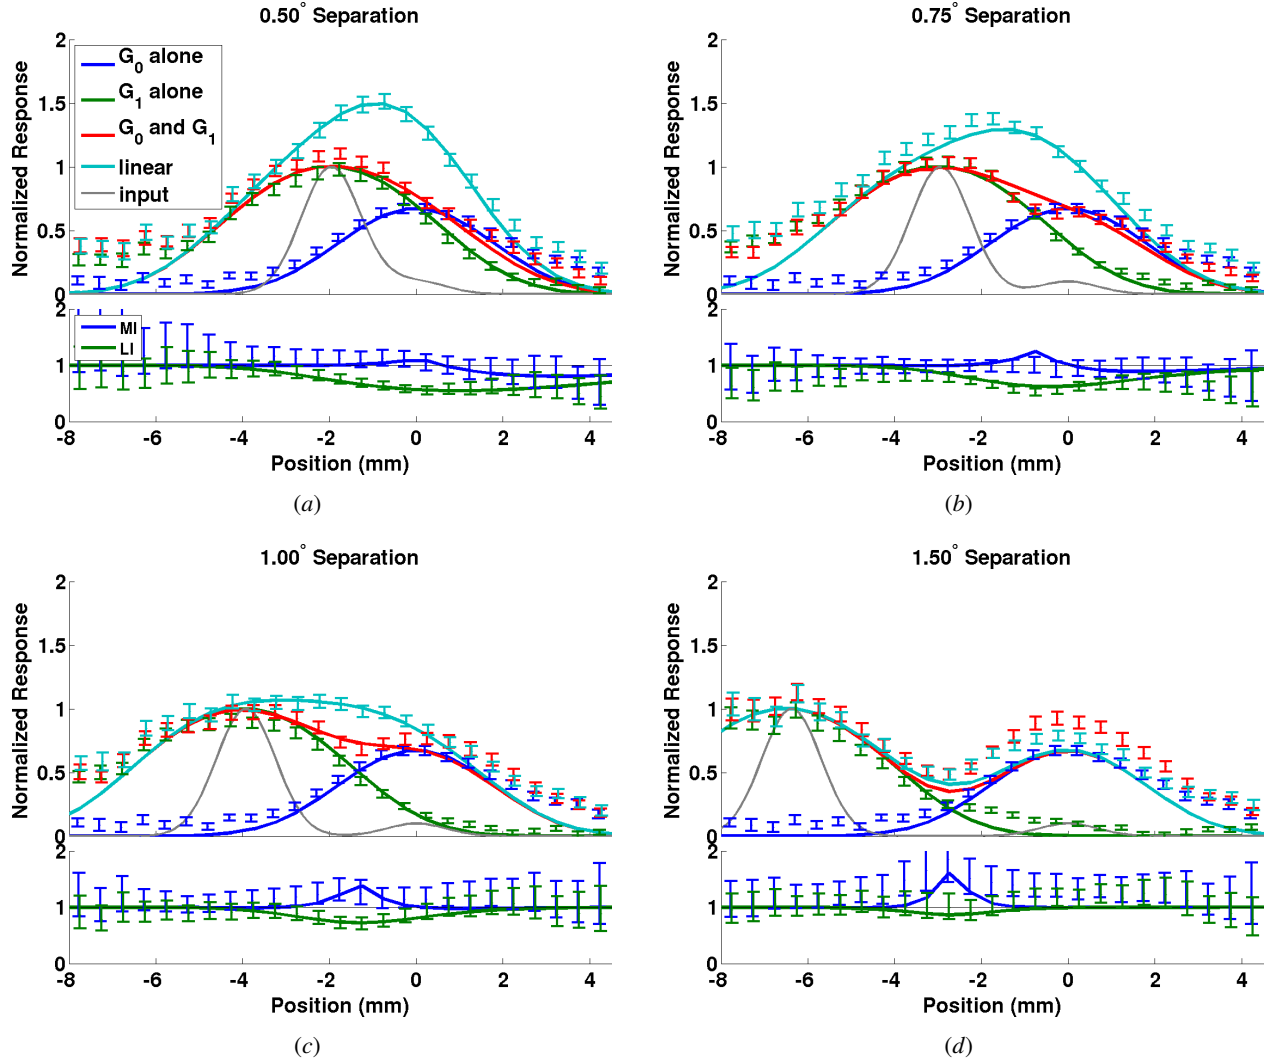 0.50° Separation
2
1.5
1
0.5
0
Normalized Response
G0 alone
G1 alone
G0 and G1
linear
input
2
1
0
MI
LI
-8 -6 -4 -2 0 2 4
Position (mm)
(a)
0.75° Separation
2
1.5
1
0.5
0
Normalized Response
2
1
0
-8 -6 -4 -2 0 2 4
Position (mm)
(b)
1.00° Separation
2
1.5
1
0.5
0
Normalized Response
2
1
0
-8 -6 -4 -2 0 2 4
Position (mm)
(c)
1.50° Separation
2
1.5
1
0.5
0
Normalized Response
2
1
0
-8 -6 -4 -2 0 2 4
Position (mm)
(d)